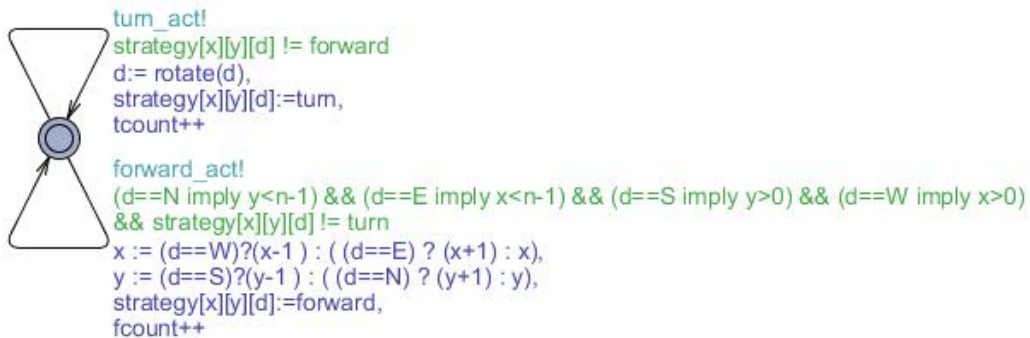 turn_act!
strategy[x][y][d] != forward
d:= rotate(d),
strategy[x][y][d]:=turn,
tcount++
forward_act!
(d==N imply y<n-1) && (d==E imply x<n-1) && (d==S imply y>0) && (d==W imply x>0)
&& strategy[x][y][d] != turn
x := (d==W)?(x-1 ) : ( (d==E) ? (x+1) : x),
y := (d==S)?(y-1 ) : ( (d==N) ? (y+1) : y),
strategy[x][y][d]:=forward,
fcount++